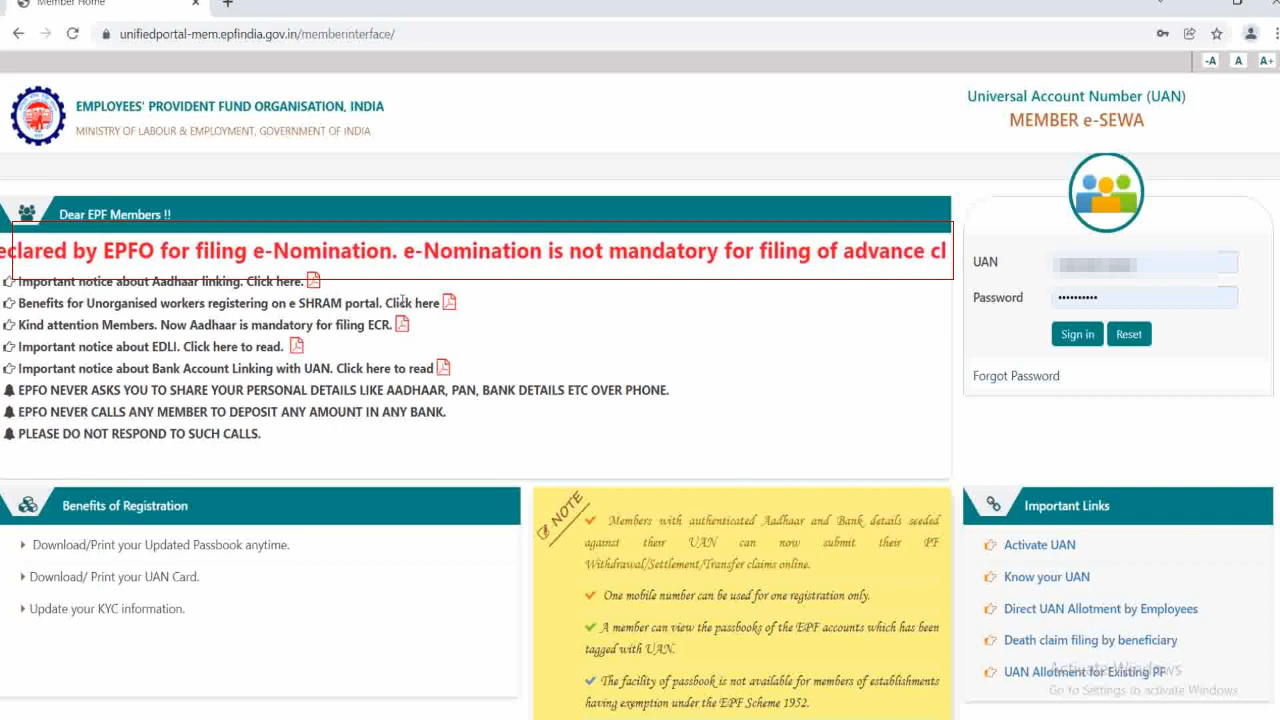 Member Home
unifiedportal-mem.epfindia.gov.in/memberinterface/
-A A A+
EMPLOYEES' PROVIDENT FUND ORGANISATION, INDIA
MINISTRY OF LABOUR & EMPLOYMENT, GOVERNMENT OF INDIA
Universal Account Number (UAN)
MEMBER e-SEWA
Dear EPF Members !!
eclared by EPFO for filing e-Nomination. e-Nomination is not mandatory for filing of advance cl
Important notice about Aadhaar linking. Click here.
Benefits for Unorganised workers registering on e SHRAM portal. Click here
Kind attention Members. Now Aadhaar is mandatory for filing ECR.
Important notice about EDLI. Click here to read.
Important notice about Bank Account Linking with UAN. Click here to read
EPFO NEVER ASKS YOU TO SHARE YOUR PERSONAL DETAILS LIKE AADHAAR, PAN, BANK DETAILS ETC OVER PHONE.
EPFO NEVER CALLS ANY MEMBER TO DEPOSIT ANY AMOUNT IN ANY BANK.
PLEASE DO NOT RESPOND TO SUCH CALLS.
UAN
Password ••••••••••
Sign in Reset
Forgot Password
Benefits of Registration
Download/Print your Updated Passbook anytime.
Download/ Print your UAN Card.
Update your KYC information.
NOTE
Members with authenticated Aadhaar and Bank details seeded
against their UAN can now submit their PF
Withdrawal/Settlement/Transfer claims online.
One mobile number can be used for one registration only.
A member can view the passbooks of the EPF accounts which has been
tagged with UAN.
The facility of passbook is not available for members of establishments
having exemption under the EPF Scheme 1952.
Important Links
Activate UAN
Know your UAN
Direct UAN Allotment by Employees
Death claim filing by beneficiary
UAN Allotment for Existing PF
Activate Windows
Go to Settings to activate Windows